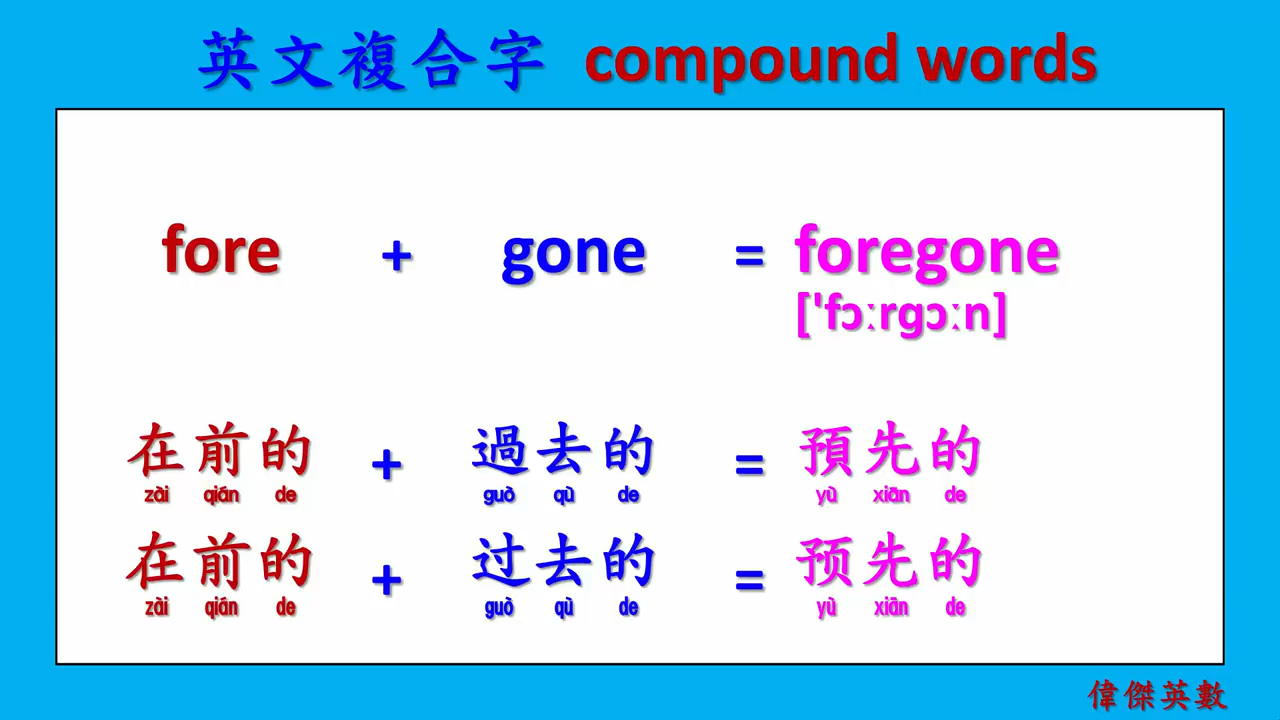 英文複合字 compound words
fore + gone = foregone
['fɔːrgɔːn]
在前的 + 過去的 = 預先的
zài qián de guò qù de yù xiān de
在前的 + 过去的 = 预先的
zài qián de guò qù de yù xiān de
偉傑英數